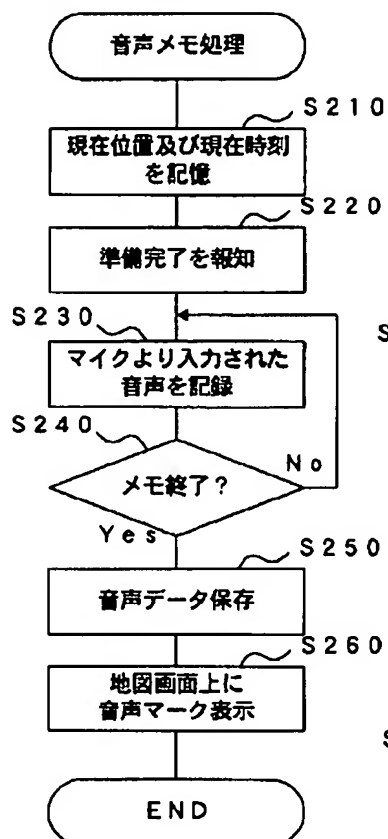 音声メモ処理
S210
現在位置及び現在時刻
を記憶
S220
準備完了を報知
S230
マイクより入力された
音声を記録
S240
メモ終了?
No
Yes
S250
音声データ保存
S260
地図画面上に
音声マーク表示
END
S
S